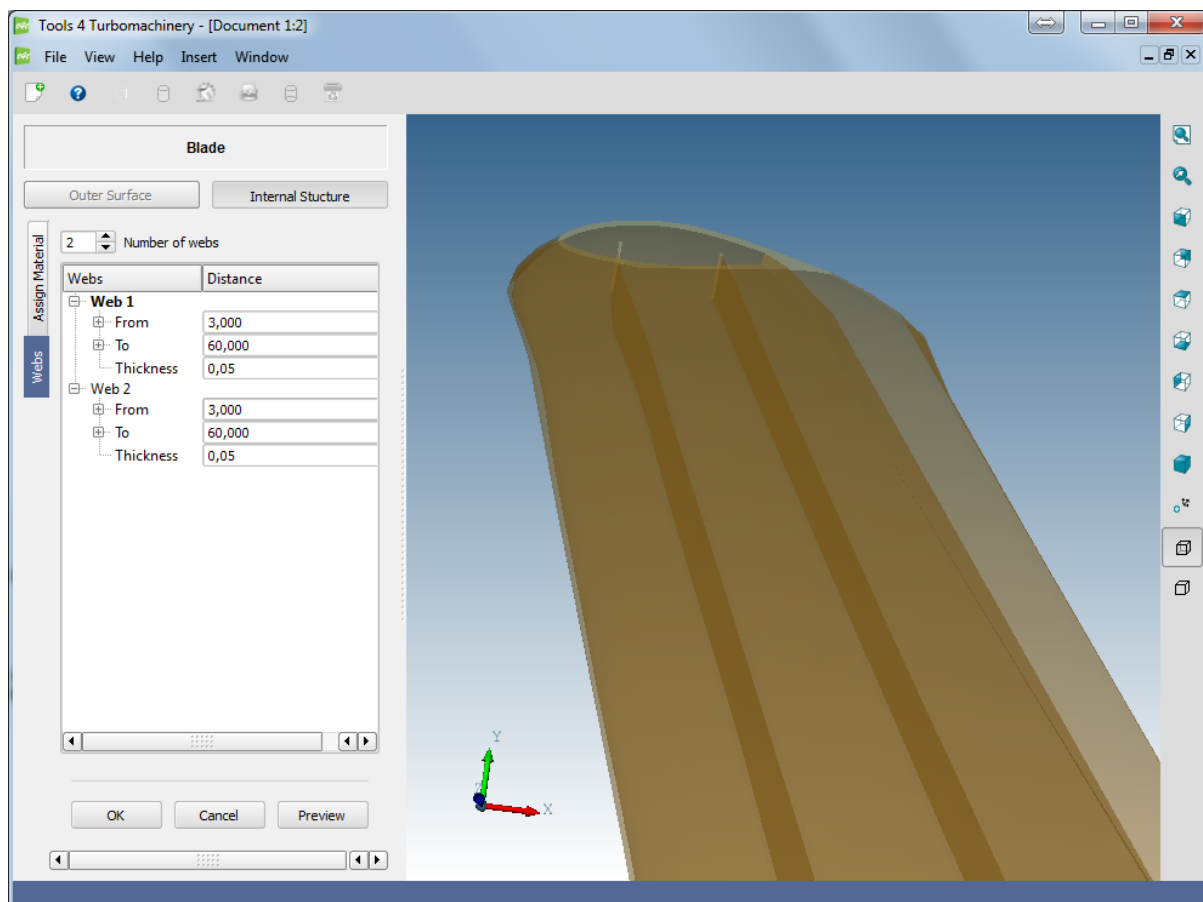 Tools 4 Turbomachinery - [Document 1:2]
File View Help Insert Window
Blade
Outer Surface Internal Stucture
Assign Material
Webs
2 Number of webs
Webs Distance
Web 1
From 3,000
To 60,000
Thickness 0,05
Web 2
From 3,000
To 60,000
Thickness 0,05
OK Cancel Preview
Y
X